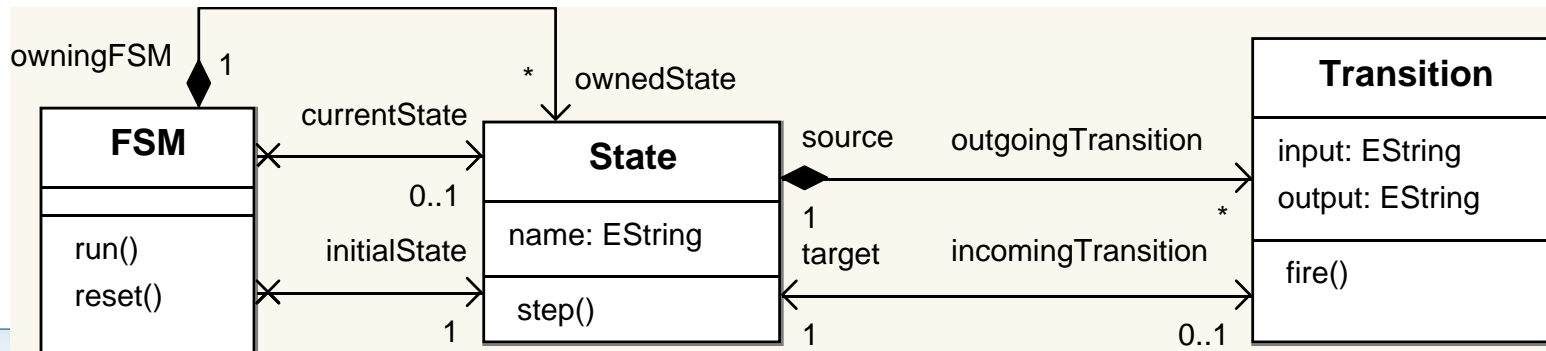 owningFSM
1
*
ownedState
FSM
run()
reset()
currentState
0..1
initialState
1
State
name: EString
step()
source
outgoingTransition
1
*
target
incomingTransition
1
0..1
Transition
input: EString
output: EString
fire()